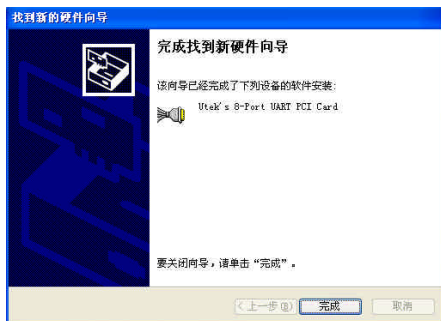 找到新的硬件向导
完成找到新硬件向导
该向导已经完成了下列设备的软件安装:
Utek's 8-Port UART PCI Card
要关闭向导，请单击“完成”。
< 上一步(B)
完成
取消